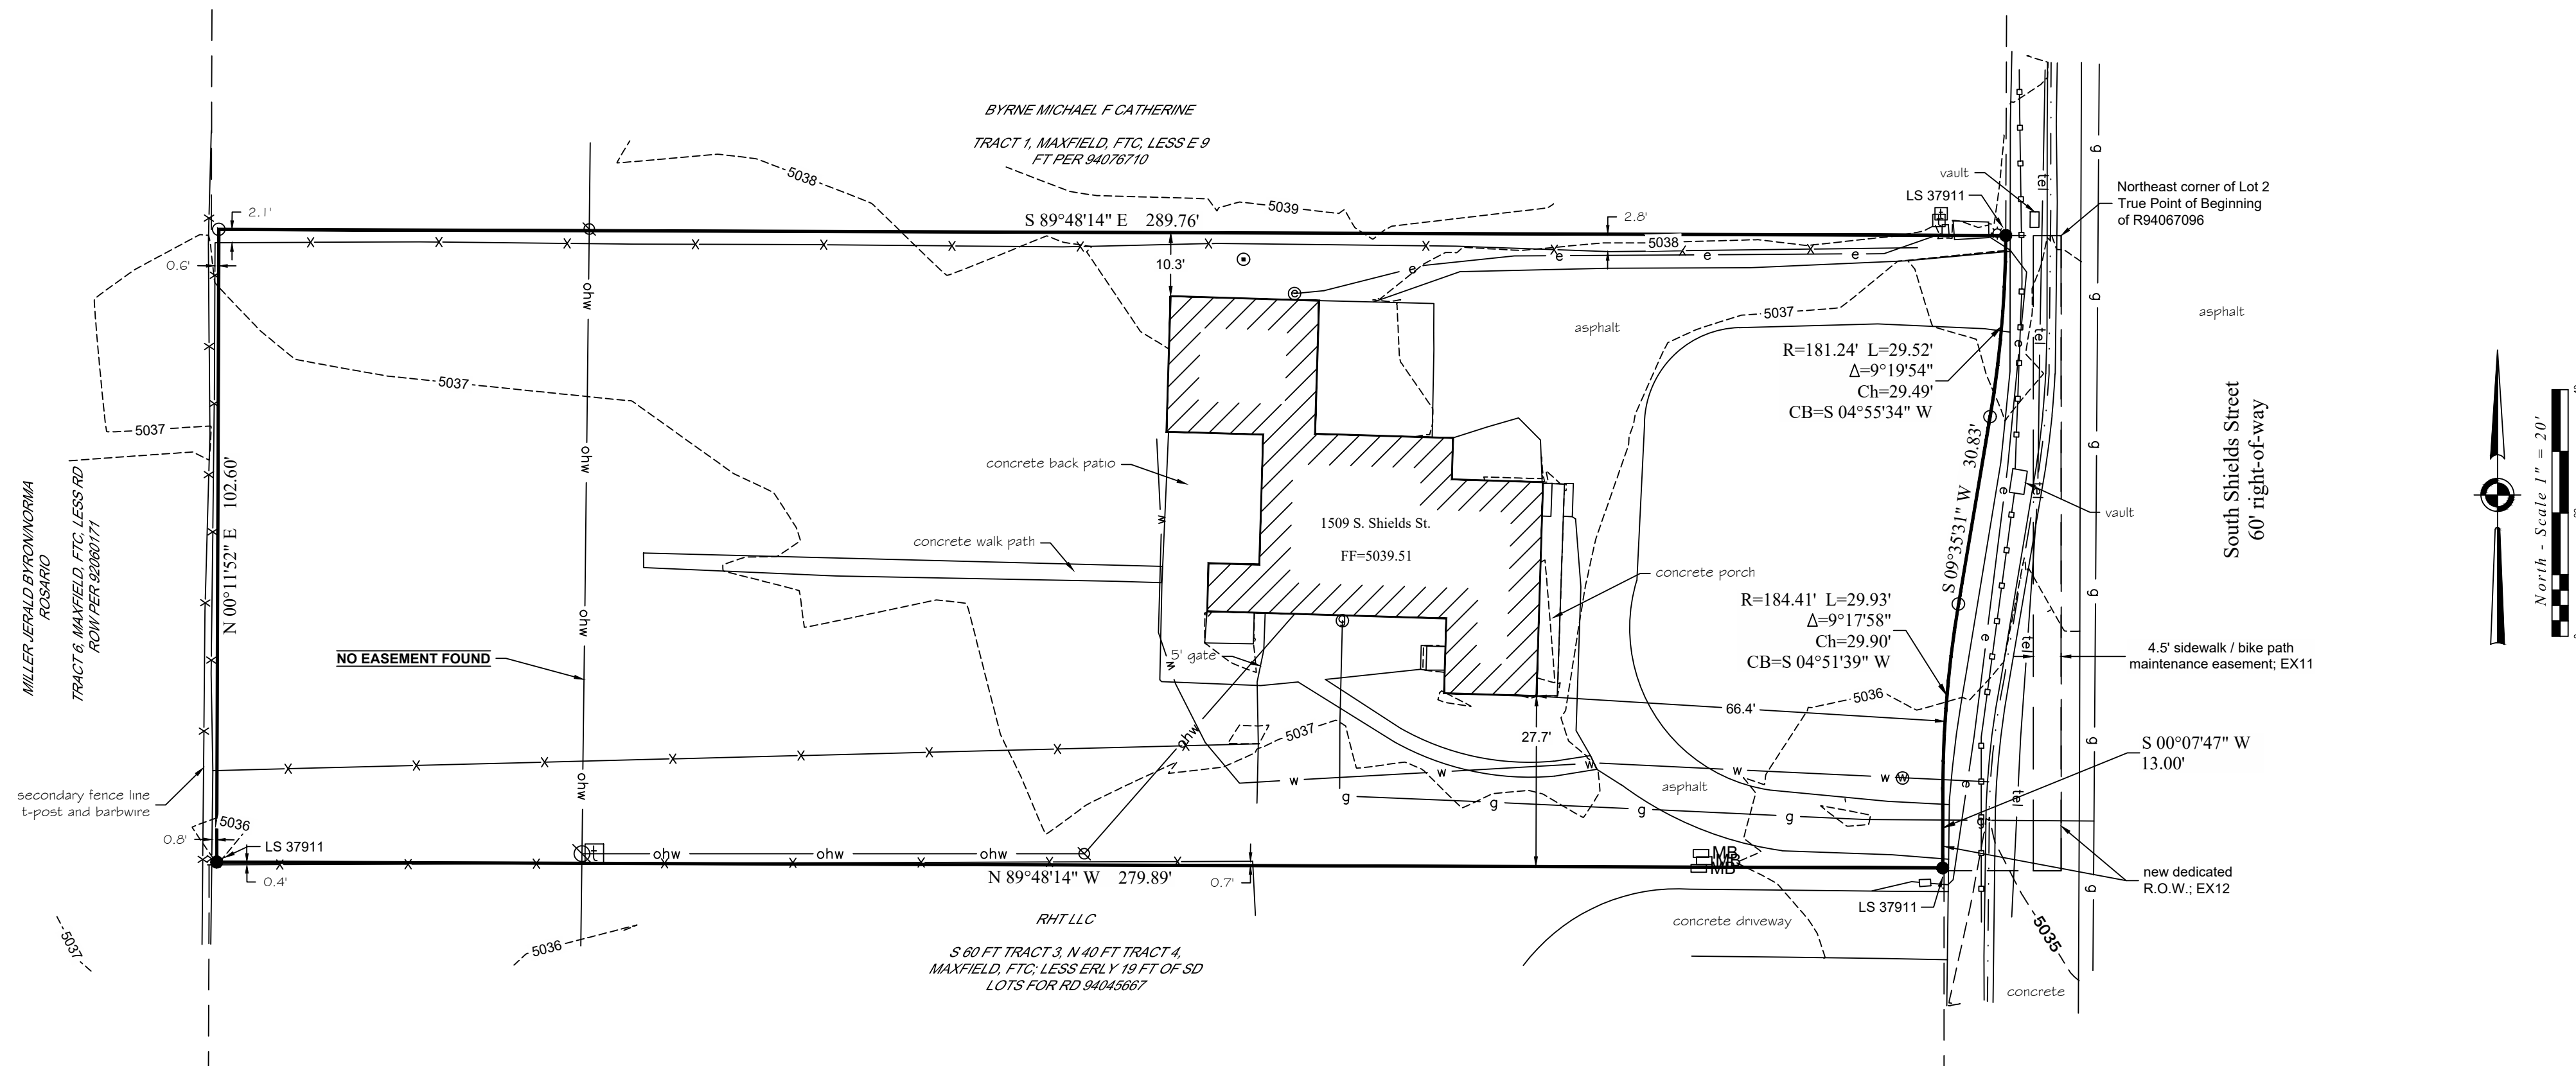 BYRNE MICHAEL F CATHERINE
TRACT 1, MAXFIELD, FTC, LESS E 9
FT PER 94076710
5038
5039
S 89°48'14" E 289.76'
2.1'
0.6'
2.8'
5038
10.3'
vault
LS 37911
Northeast corner of Lot 2
True Point of Beginning
of R94067096
tel
g
X
e
ohw
asphalt
5037
asphalt
R=181.24' L=29.52'
Δ=9°19'54"
Ch=29.49'
CB=S 04°55'34" W
South Shields Street
60' right-of-way
North - Scale 1" = 20'
5037
5037
MILLER JERALD BYRON/NORMA
ROSARIO
TRACT 6, MAXFIELD, FTC, LESS RD
ROW PER 92060171
N 00°11'52" E 102.60'
concrete back patio
w
concrete walk path
1509 S. Shields St.
FF=5039.51
concrete porch
S 09°35'31" W 30.83'
vault
R=184.41' L=29.93'
Δ=9°17'58"
Ch=29.90'
CB=S 04°51'39" W
NO EASEMENT FOUND
5' gate
4.5' sidewalk / bike path
maintenance easement; EX11
5036
66.4'
27.7'
5037
S 00°07'47" W
13.00'
secondary fence line
t-post and barbwire
asphalt
5036
0.8'
LS 37911
0.4'
t
ohw ohw ohw
N 89°48'14" W 279.89'
0.7'
MB
MB
MB
new dedicated
R.O.W.; EX12
LS 37911
RHT LLC
S 60 FT TRACT 3, N 40 FT TRACT 4,
MAXFIELD, FTC; LESS ERLY 19 FT OF SD
LOTS FOR RD 94045667
concrete driveway
5037
5036
5035
concrete